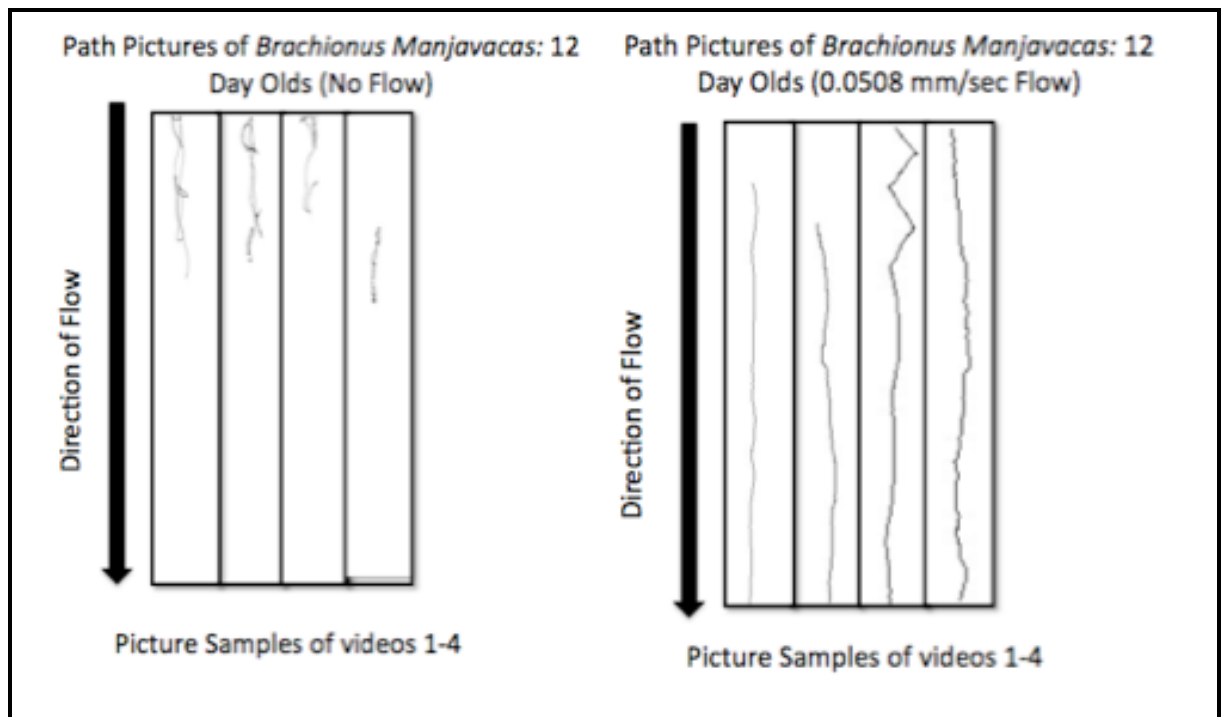 Path Pictures of Brachionus Manjavacas: 12
Day Olds (No Flow)
Direction of Flow
Picture Samples of videos 1-4
Path Pictures of Brachionus Manjavacas: 12
Day Olds (0.0508 mm/sec Flow)
Direction of Flow
Picture Samples of videos 1-4